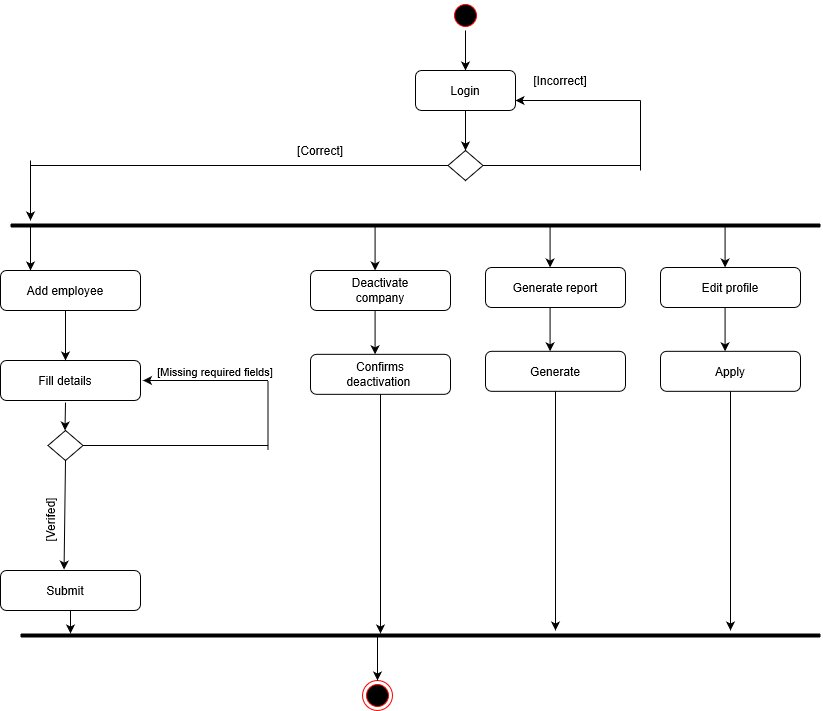 Login
[Incorrect]
[Correct]
Add employee
Deactivate
company
Generate report
Edit profile
Fill details
[Missing required fields]
Confirms
deactivation
Generate
Apply
[Verifed]
Submit